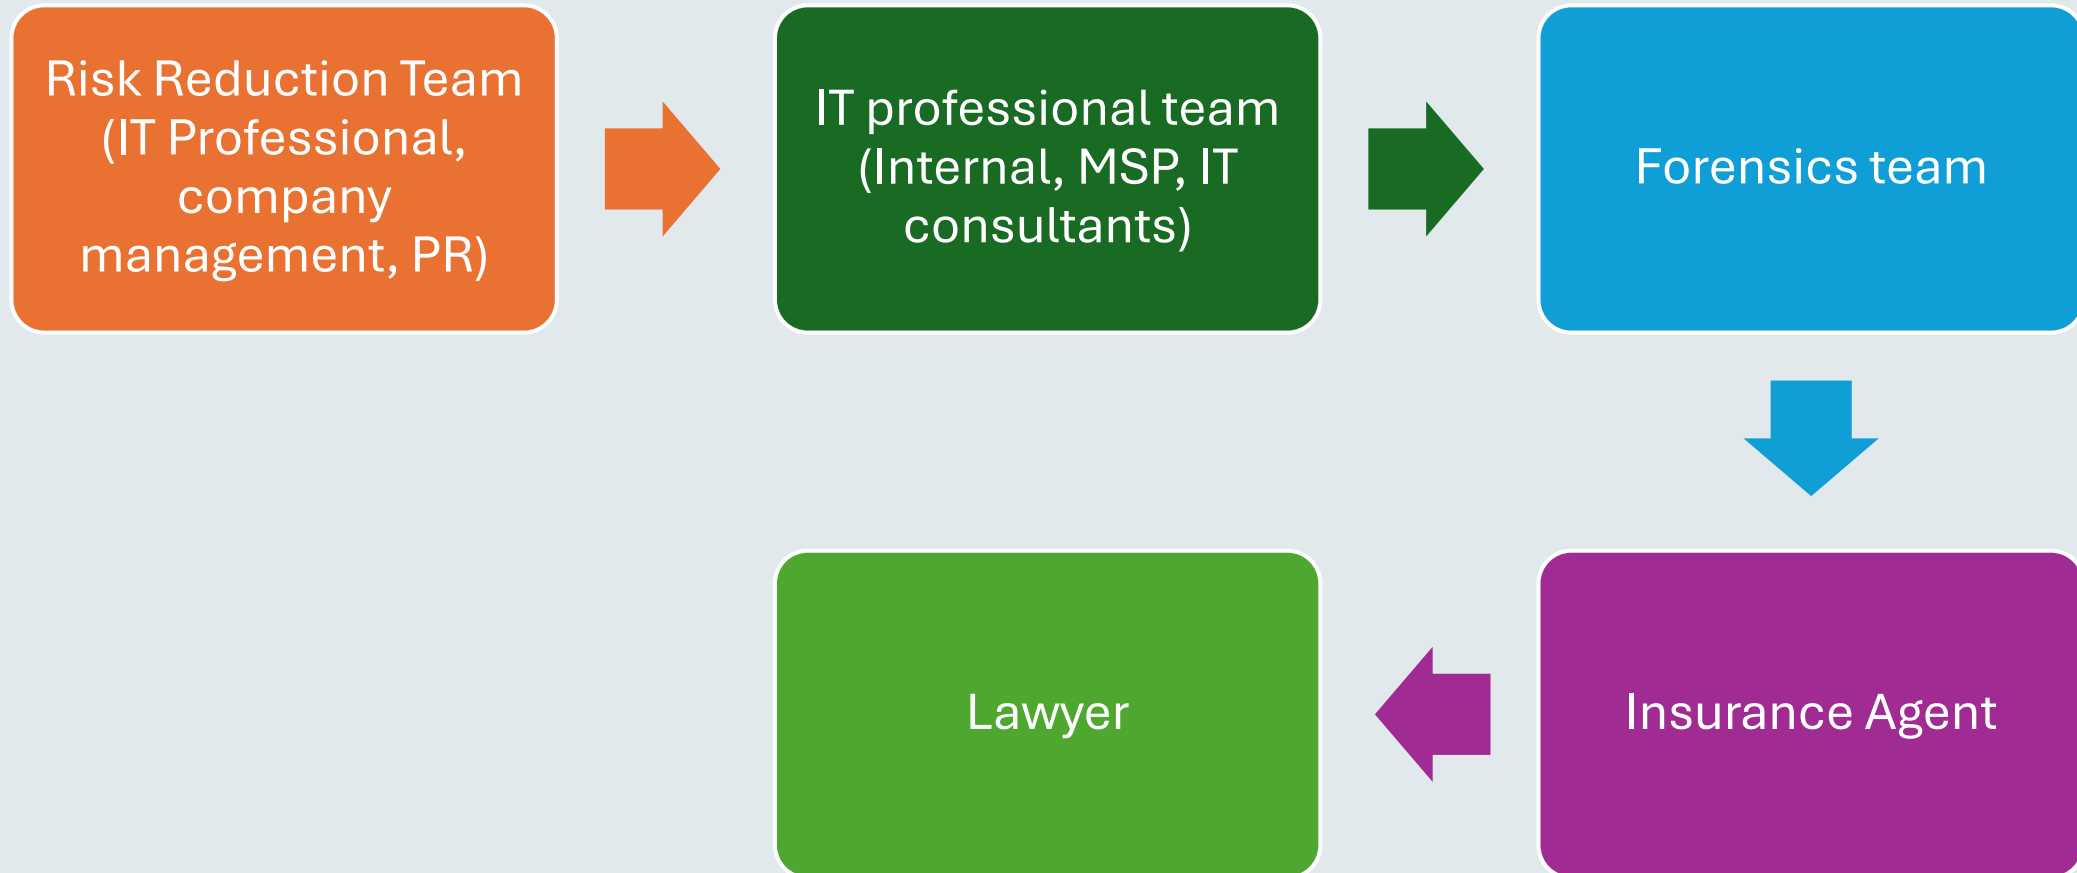 Risk Reduction Team
(IT Professional,
company
management, PR)
IT professional team
(Internal, MSP, IT
consultants)
Forensics team
Insurance Agent
Lawyer